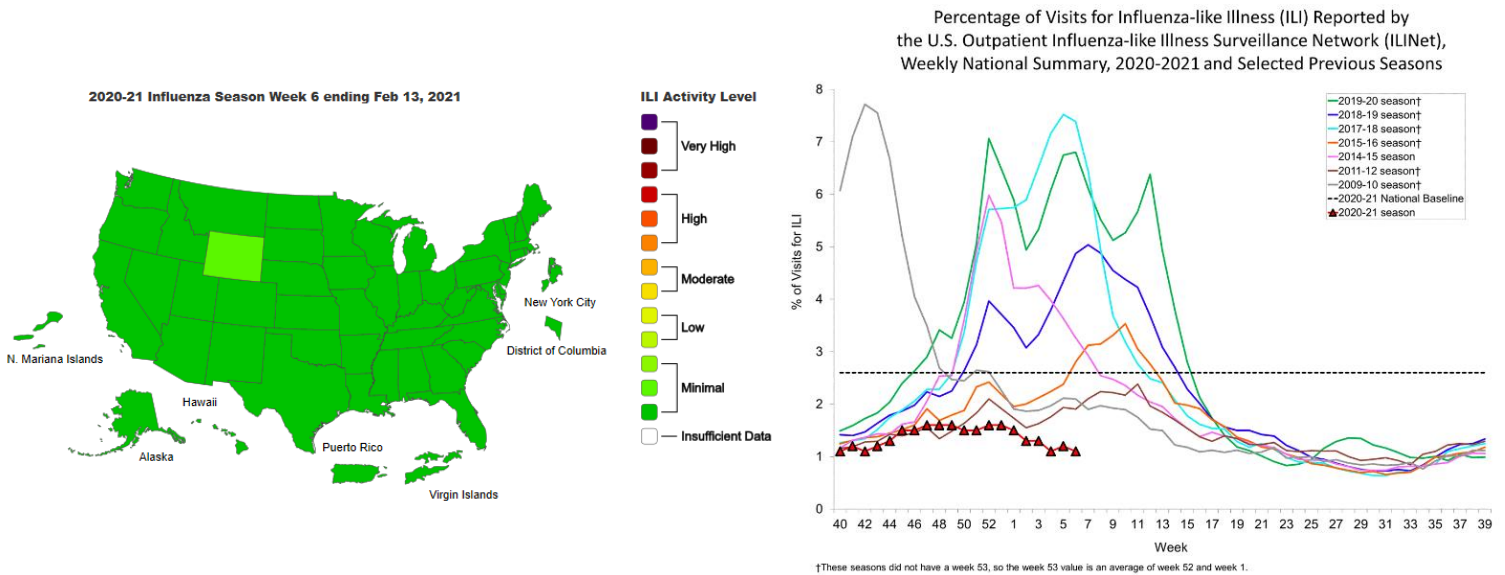 2020-21 Influenza Season Week 6 ending Feb 13, 2021
ILI Activity Level
Very High
High
Moderate
Low
Minimal
Insufficient Data
N. Mariana Islands
Alaska
Hawaii
Puerto Rico
Virgin Islands
New York City
District of Columbia
Percentage of Visits for Influenza-like Illness (ILI) Reported by
the U.S. Outpatient Influenza-like Illness Surveillance Network (ILINet),
Weekly National Summary, 2020-2021 and Selected Previous Seasons
% of Visits for ILI
8
7
6
5
4
3
2
1
0
2019-20 season†
2018-19 season†
2017-18 season†
2015-16 season†
2014-15 season
2011-12 season†
2009-10 season†
2020-21 National Baseline
2020-21 season
40 42 44 46 48 50 52 1 3 5 7 9 11 13 15 17 19 21 23 25 27 29 31 33 35 37 39
Week
†These seasons did not have a week 53, so the week 53 value is an average of week 52 and week 1.